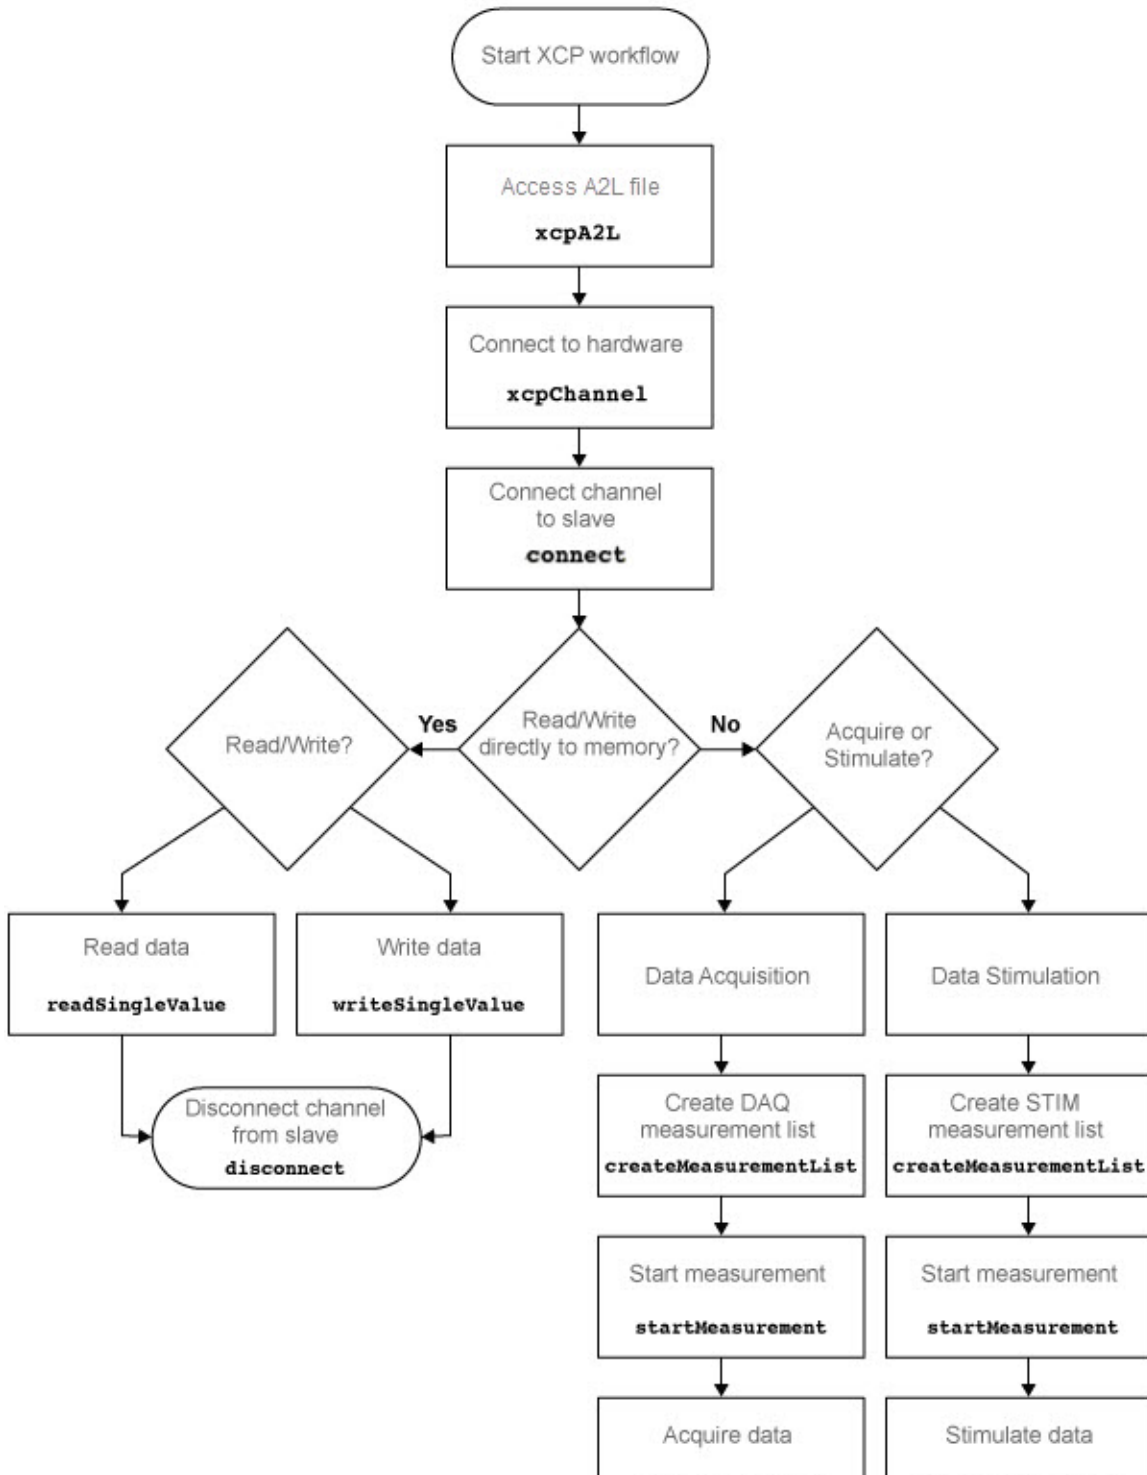 Start XCP workflow
Access A2L file
xcpA2L
Connect to hardware
xcpChannel
Connect channel
to slave
connect
Read/Write?
Yes
Read/Write
directly to memory?
No
Acquire or
Stimulate?
Read data
readSingleValue
Write data
writeSingleValue
Disconnect channel
from slave
disconnect
Data Acquisition
Create DAQ
measurement list
createMeasurementList
Start measurement
startMeasurement
Acquire data
Data Stimulation
Create STIM
measurement list
createMeasurementList
Start measurement
startMeasurement
Stimulate data